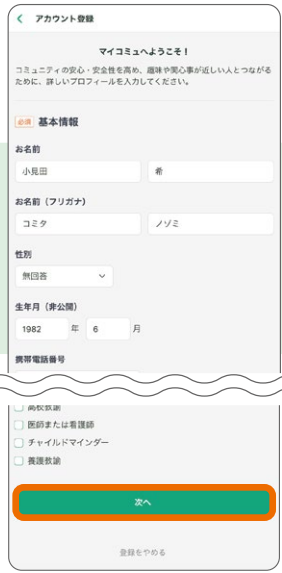 アカウント登録
マイコミュへようこそ！
コミュニティの安心・安全性を高め、趣味や関心事が近しい人とつながる
ために、詳しいプロフィールを入力してください。
必須 基本情報
お名前
小見田 希
お名前（フリガナ）
コミタ ノゾミ
性別
無回答
生年月（非公開）
1982 年 6 月
携帯電話番号
高校教諭
医師または看護師
チャイルドマインダー
養護教諭
次へ
登録をやめる